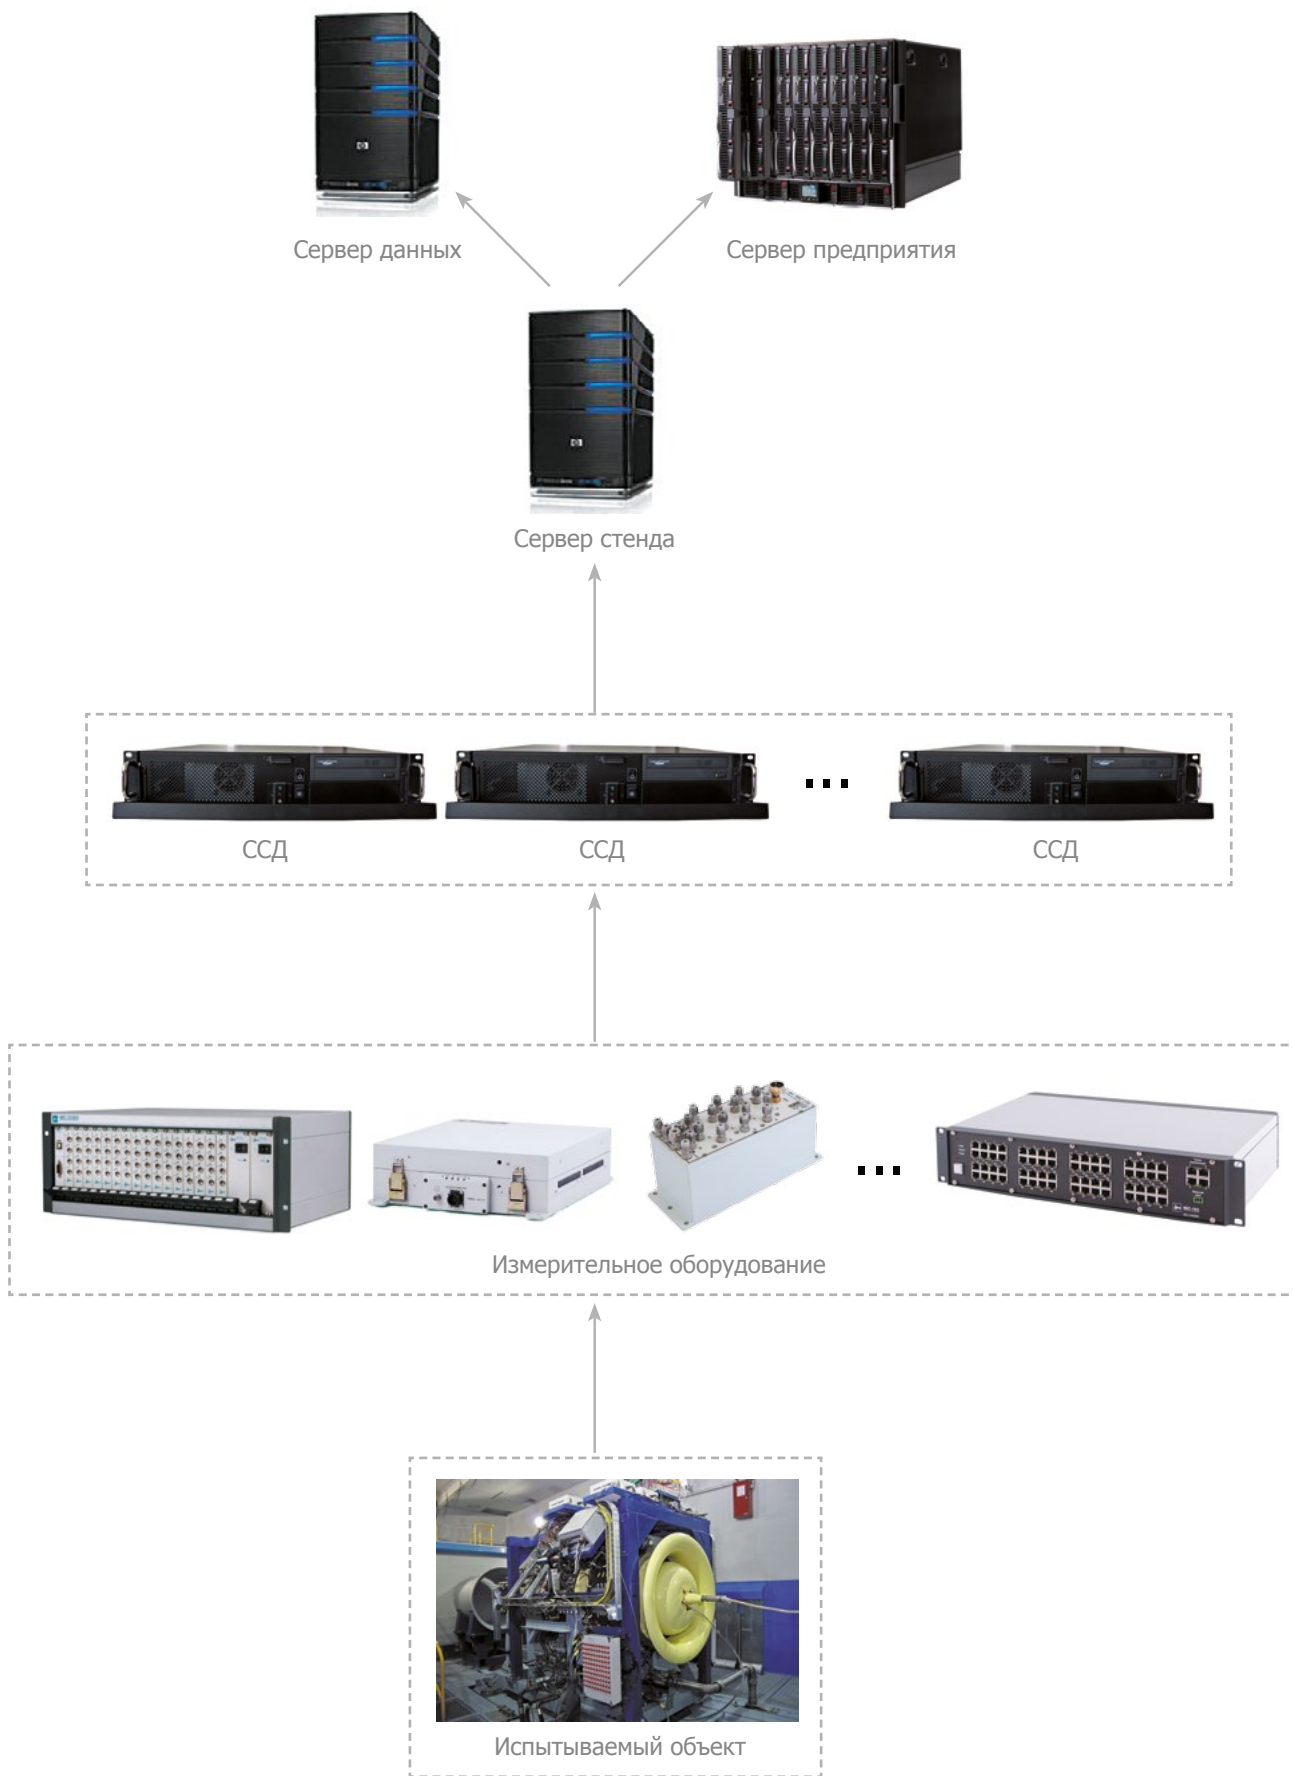 Сервер данных
Сервер предприятия
Сервер стенда
ССД
ССД
ССД
Измерительное оборудование
Испытываемый объект